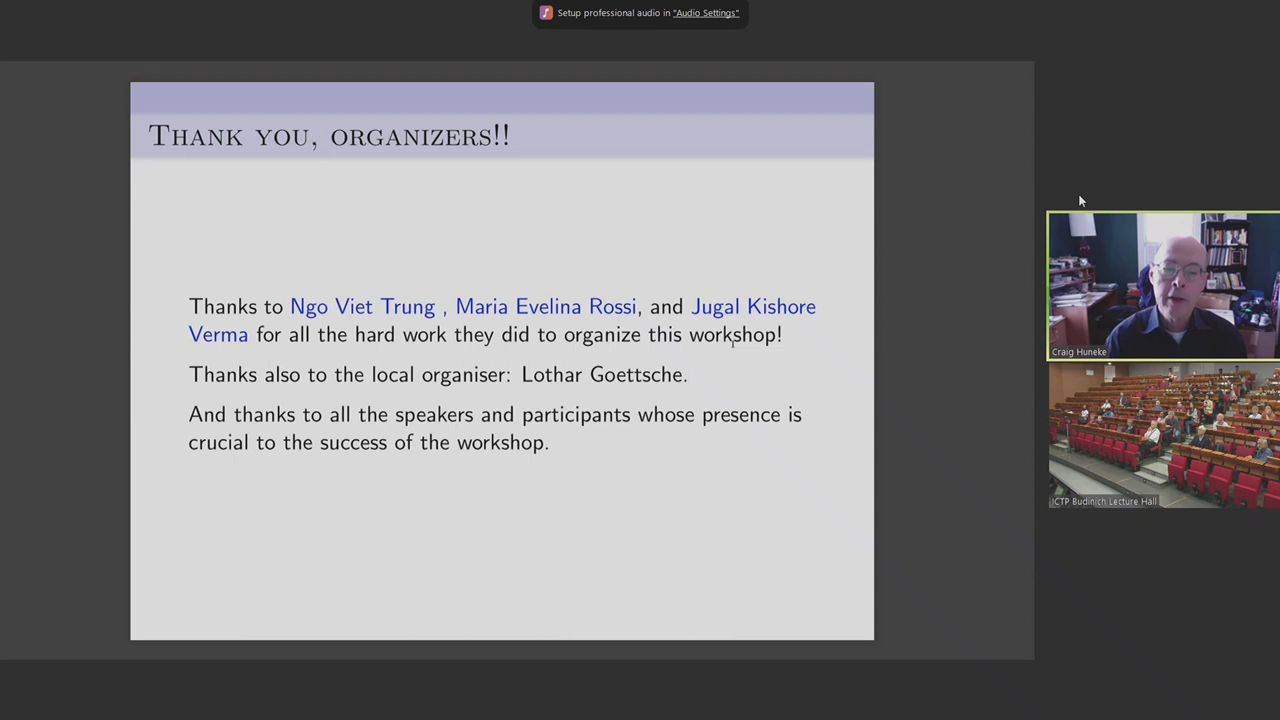 Setup professional audio in "Audio Settings"
Thank you, organizers!!
Thanks to Ngo Viet Trung , Maria Evelina Rossi, and Jugal Kishore
Verma for all the hard work they did to organize this workshop!
Thanks also to the local organiser: Lothar Goettsche.
And thanks to all the speakers and participants whose presence is
crucial to the success of the workshop.
Craig Huneke
ICTP Budinich Lecture Hall